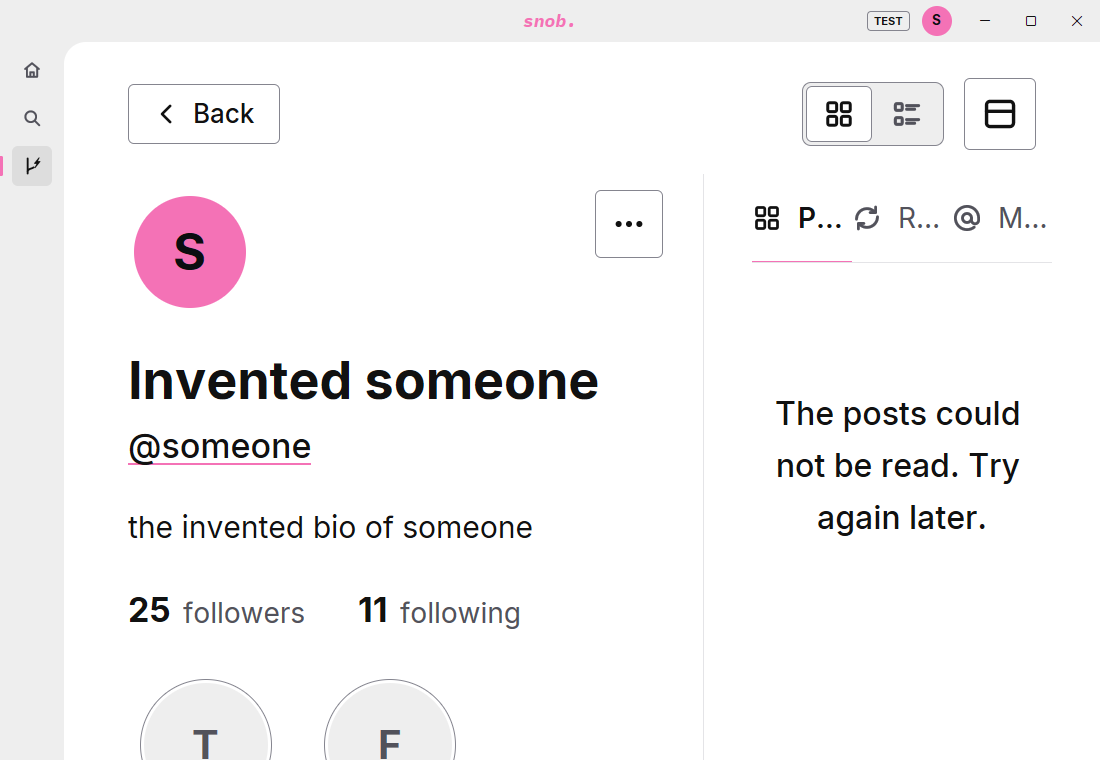 snob.
TEST
S
Back
S
Invented someone
@someone
the invented bio of someone
25 followers 11 following
T F
P... R... M...
The posts could
not be read. Try
again later.